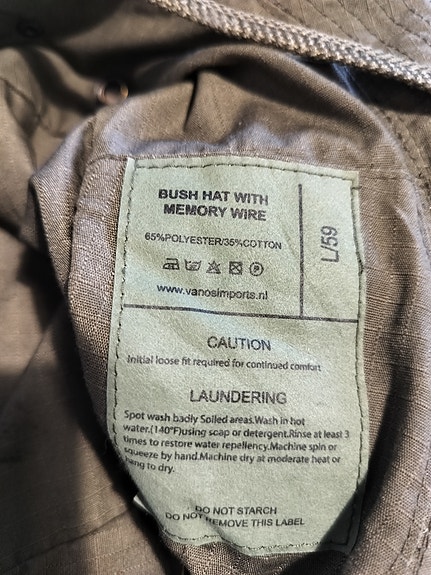 BUSH HAT WITH
MEMORY WIRE
65%POLYESTER/35%COTTON
www.vanosimports.nl
L/59
CAUTION
Initial loose fit required for continued comfort
LAUNDERING
Spot wash badly Soiled areas.Wash in hot
water.(140°F)using soap or detergent.Rinse at least 3
times to restore water repellency.Machine spin or
squeeze by hand.Machine dry at moderate heat or
hang to dry.
DO NOT STARCH
DO NOT REMOVE THIS LABEL